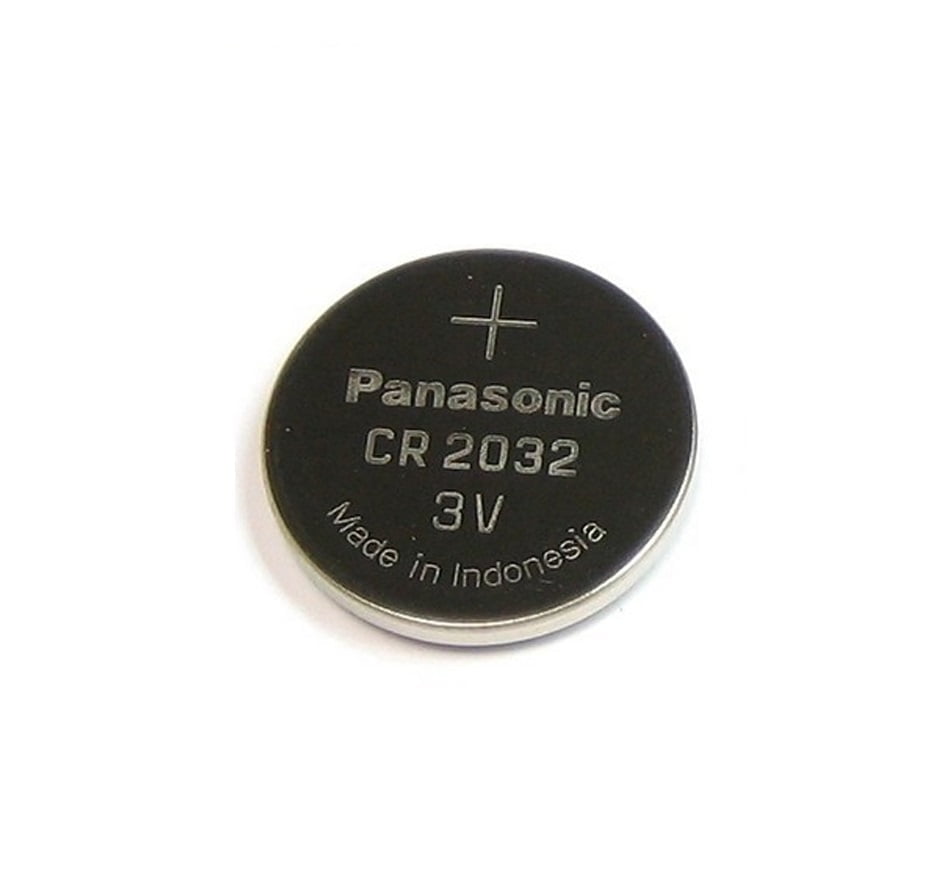 +
Panasonic
CR 2032
3V
Made in Indonesia